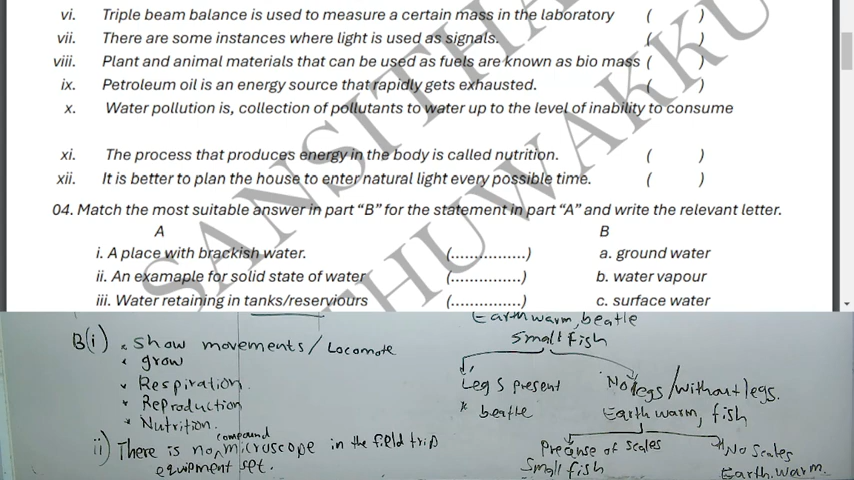 vi. Triple beam balance is used to measure a certain mass in the laboratory ( )
vii. There are some instances where light is used as signals. ( )
viii. Plant and animal materials that can be used as fuels are known as bio mass ( )
ix. Petroleum oil is an energy source that rapidly gets exhausted. ( )
x. Water pollution is, collection of pollutants to water up to the level of inability to consume
xi. The process that produces energy in the body is called nutrition. ( )
xii. It is better to plan the house to enter natural light every possible time. ( )
04. Match the most suitable answer in part “B” for the statement in part “A” and write the relevant letter.
A B
i. A place with brackish water. (...............) a. ground water
ii. An examaple for solid state of water (..............) b. water vapour
iii. Water retaining in tanks/reserviours (..............) c. surface water
SANSITHA
THUWAKKU
B(i) Show movements / Locomote
grow
Respiration
Reproduction
Nutrition.
ii) There is no compound microscope in the field trip
equipment set.
Earth warm, beatle
Small fish
Legs present
* beatle
No legs/without legs.
Earth warm, fish
Precense of scales
Small fish
No Scales
Earth.warm.